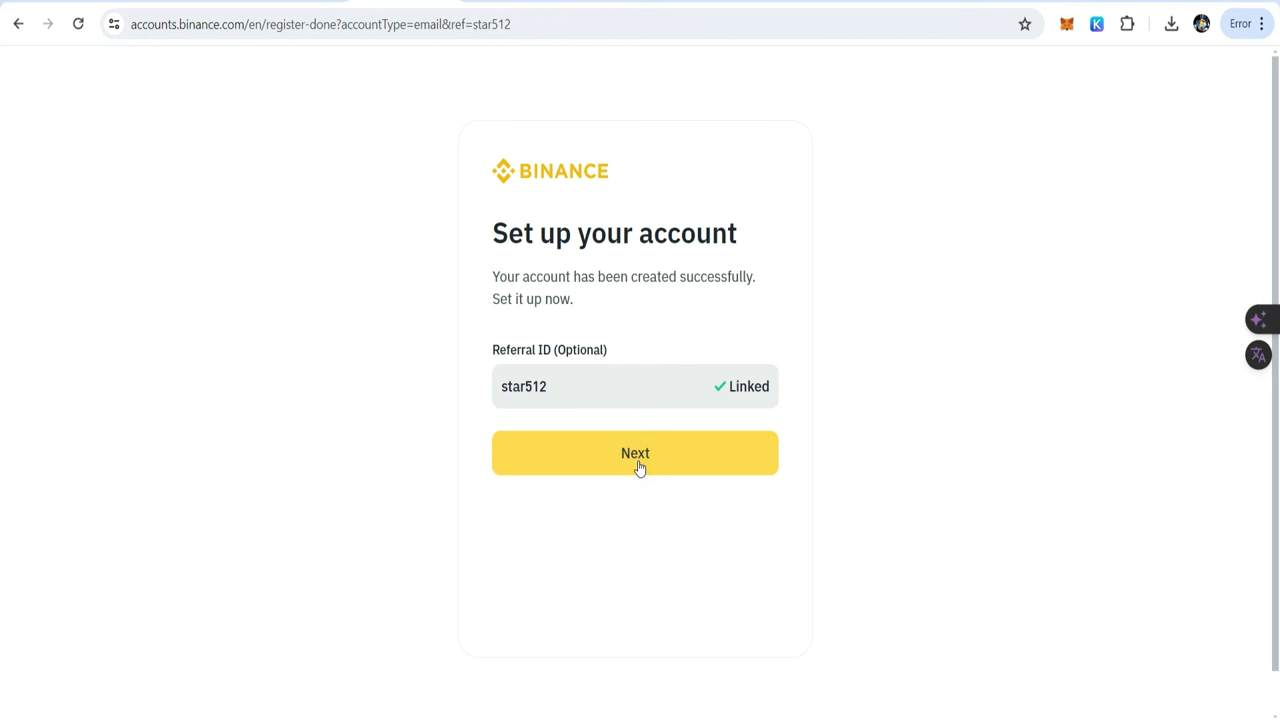 accounts.binance.com/en/register-done?accountType=email&ref=star512
Error
BINANCE
Set up your account
Your account has been created successfully.
Set it up now.
Referral ID (Optional)
star512
Linked
Next